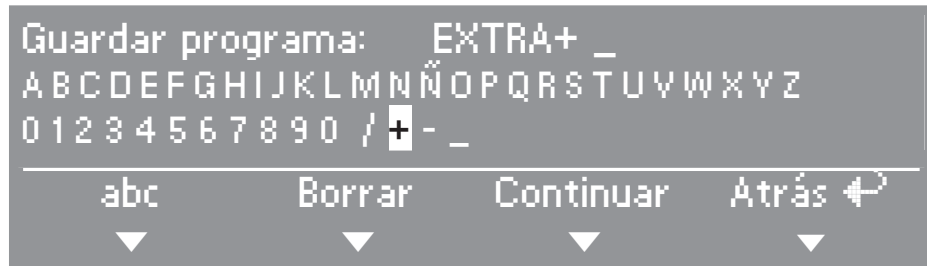 Guardar programa: EXTRA+ _
A B C D E F G H I J K L M N Ñ O P Q R S T U V W X Y Z
0 1 2 3 4 5 6 7 8 9 0 / + - _
abc Borrar Continuar Atrás